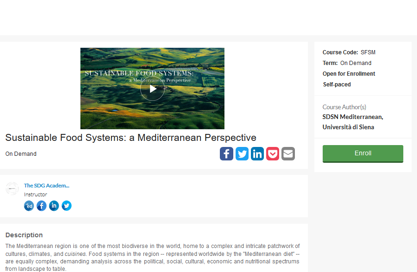 SUSTAINABLE FOOD SYSTEMS:
a Mediterranean Perspective
Sustainable Food Systems: a Mediterranean Perspective
On Demand
The SDG Academ...
Instructor
Description
The Mediterranean region is one of the most biodiverse in the world, home to a complex and intricate patchwork of
cultures, climates, and cuisines. Food systems in the region -- represented worldwide by the "Mediterranean diet" --
are equally complex, demanding analysis across the political, social, cultural, economic and nutritional spectrums
from landscape to table.
Course Code: SFSM
Term: On Demand
Open for Enrollment
Self-paced
Course Author(s)
SDSN Mediterranean,
Università di Siena
Enroll